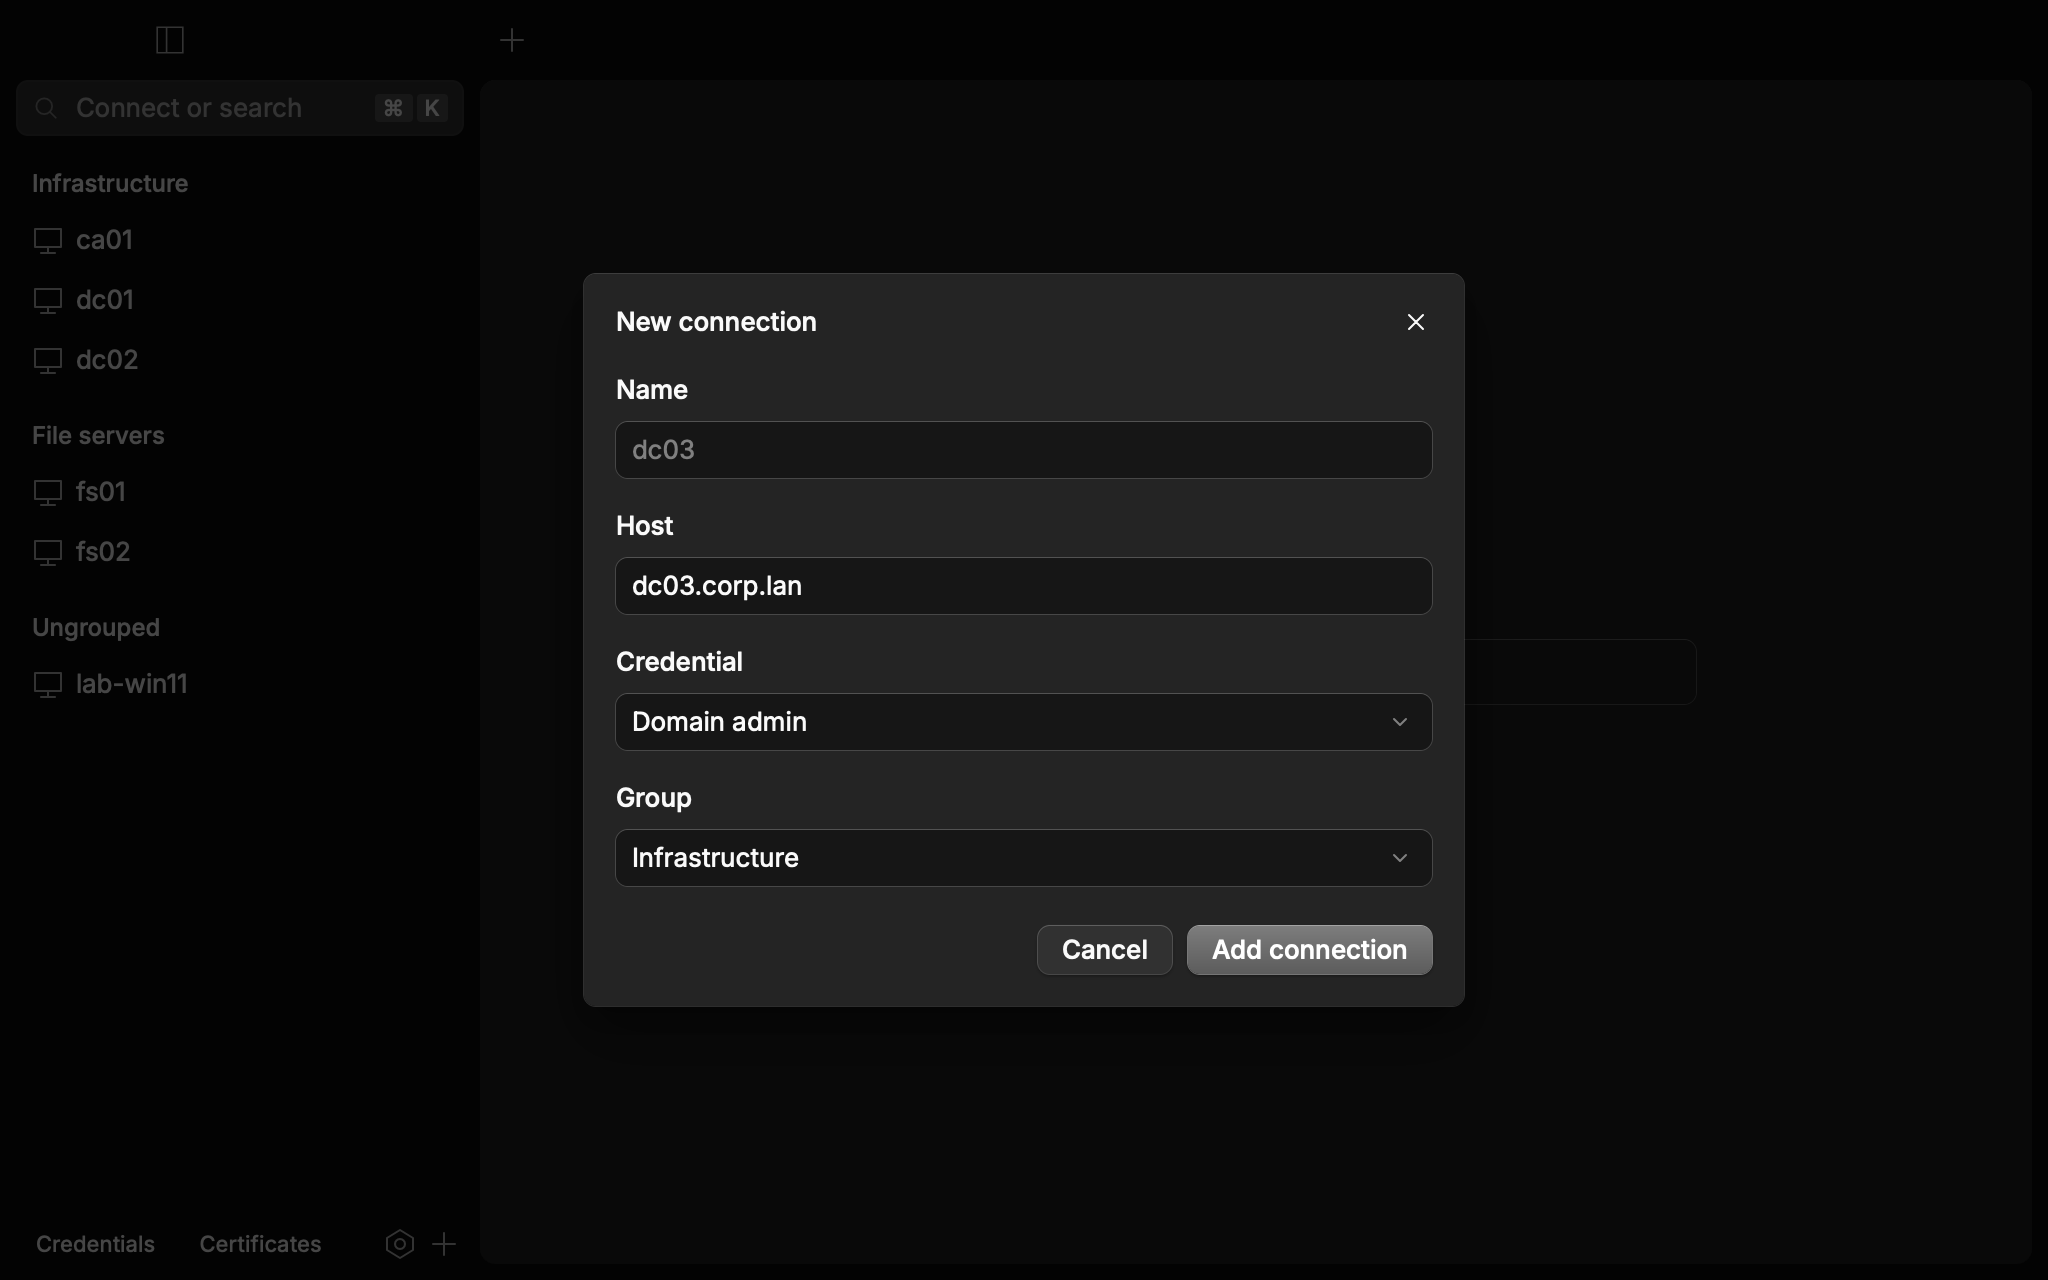 Connect or search ⌘ K
Infrastructure
ca01
dc01
dc02
File servers
fs01
fs02
Ungrouped
lab-win11
Credentials
Certificates
New connection
Name
dc03
Host
dc03.corp.lan
Credential
Domain admin
Group
Infrastructure
Cancel
Add connection